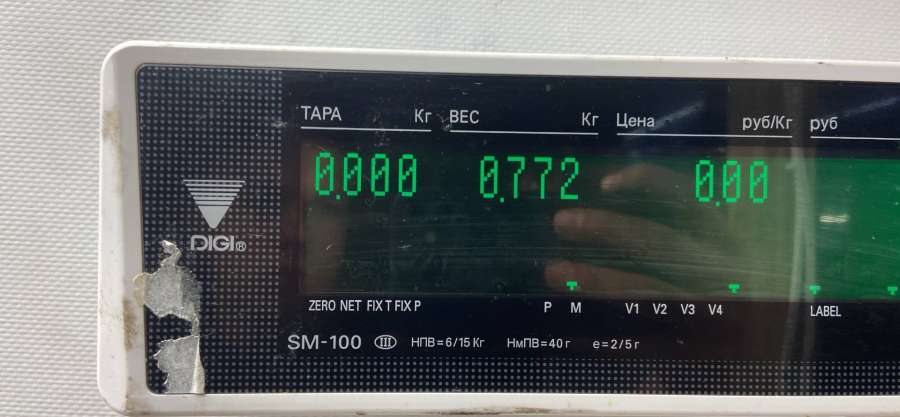 ТАРА Кг ВЕС Кг Цена руб/Кг руб
0.000 0.772 0.00
DIGI®
ZERO NET FIX T FIX P P M V1 V2 V3 V4 LABEL
SM-100 III НПВ=6/15 Кг НмПВ=40 г e=2/5 г